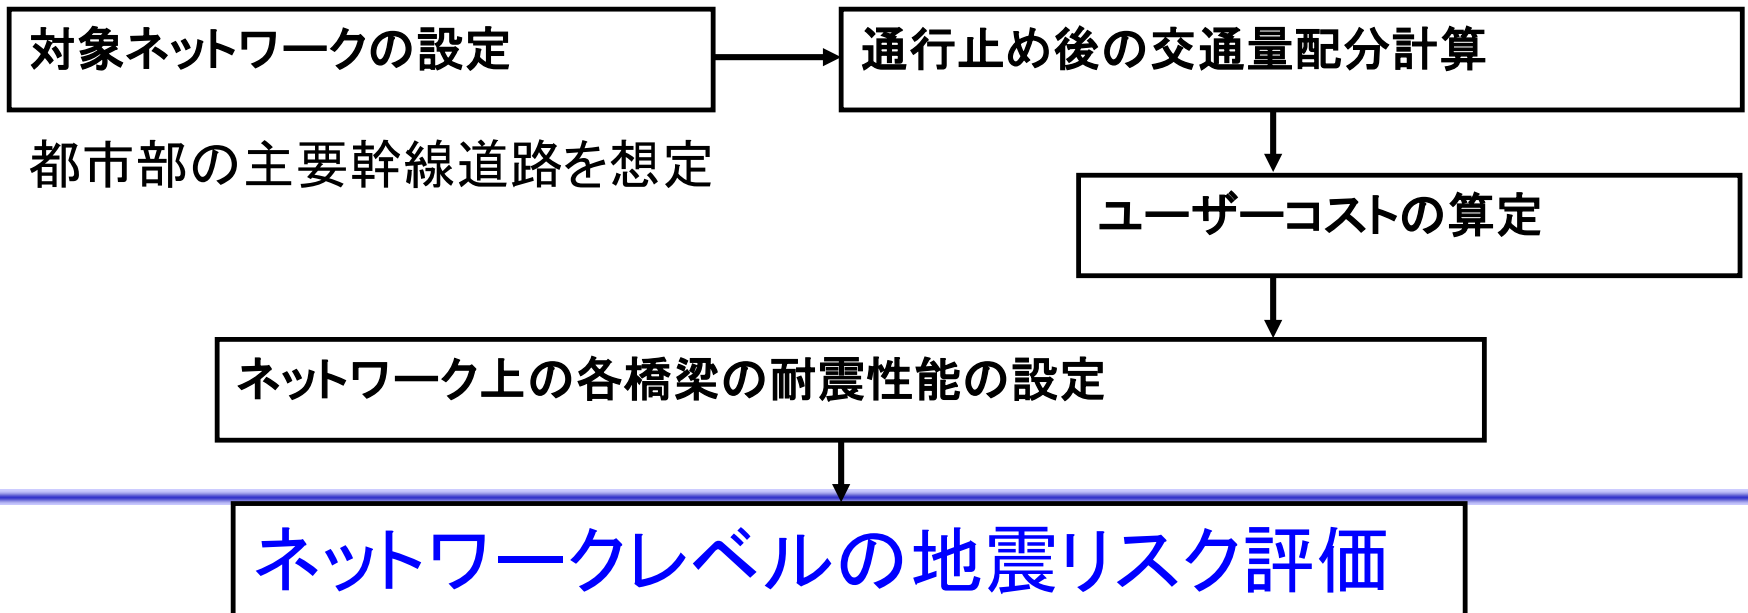 対象ネットワークの設定
通行止め後の交通量配分計算
都市部の主要幹線道路を想定
ユーザーコストの算定
ネットワーク上の各橋梁の耐震性能の設定
ネットワークレベルの地震リスク評価